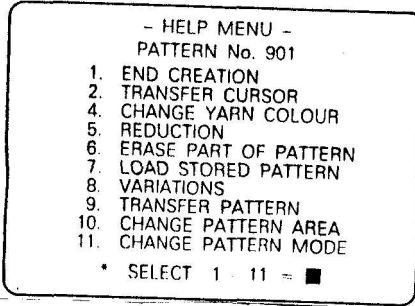 - HELP MENU -
PATTERN No. 901
1. END CREATION
2. TRANSFER CURSOR
4. CHANGE YARN COLOUR
5. REDUCTION
6. ERASE PART OF PATTERN
7. LOAD STORED PATTERN
8. VARIATIONS
9. TRANSFER PATTERN
10. CHANGE PATTERN AREA
11. CHANGE PATTERN MODE
* SELECT 1 - 11 = ■